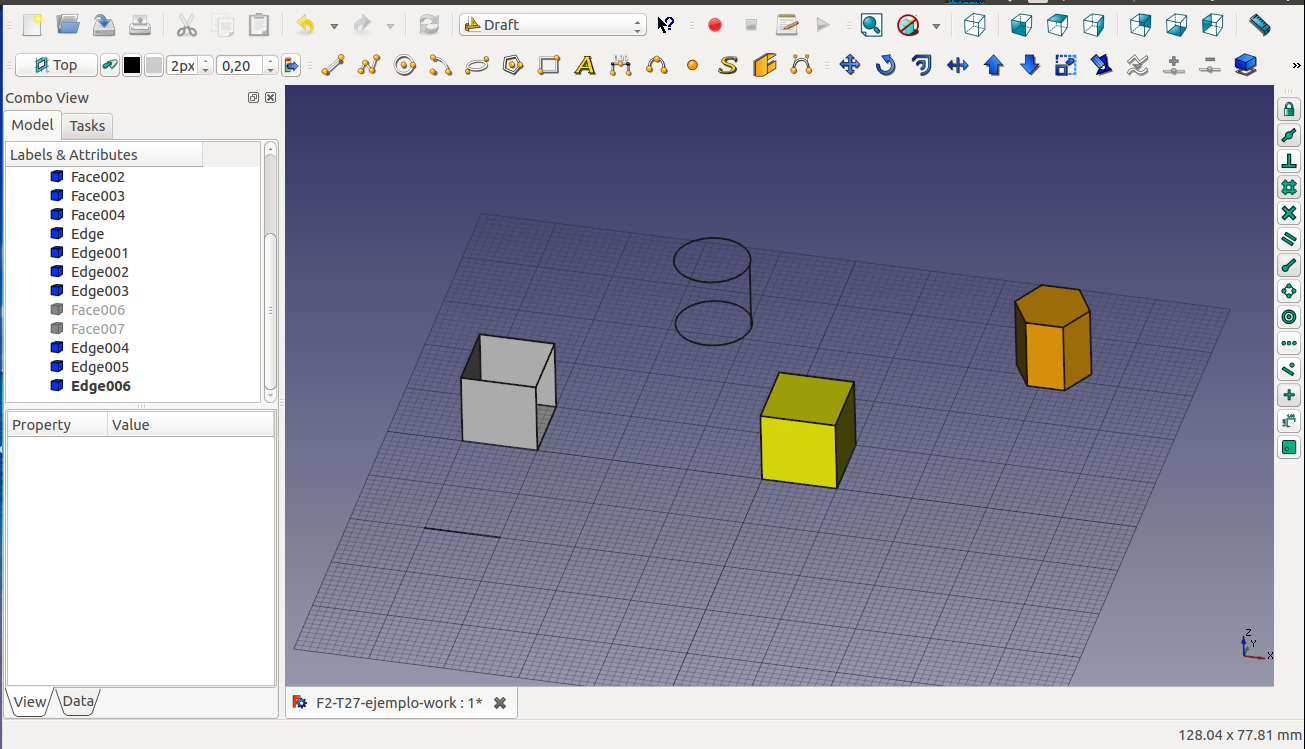 Draft
Top
2px
0,20
A
S
Combo View
Model
Tasks
Labels & Attributes
Face002
Face003
Face004
Edge
Edge001
Edge002
Edge003
Face006
Face007
Edge004
Edge005
Edge006
Property
Value
View
Data
Z
Y
X
F2-T27-ejemplo-work : 1*
128.04 x 77.81 mm